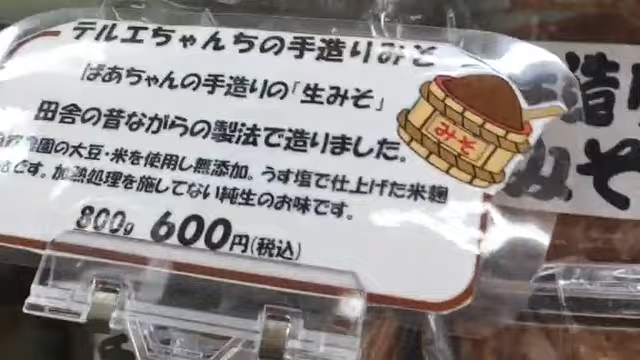 テルエちゃんちの手造りみそ
ばあちゃんの手造りの「生みそ」
田舎の昔ながらの製法で造りました。
園の大豆・米を使用し無添加。うす塩で仕上げた米麹
です。加熱処理を施してない純生のお味です。
800g 600円(税込)
みそ
造り
みそ